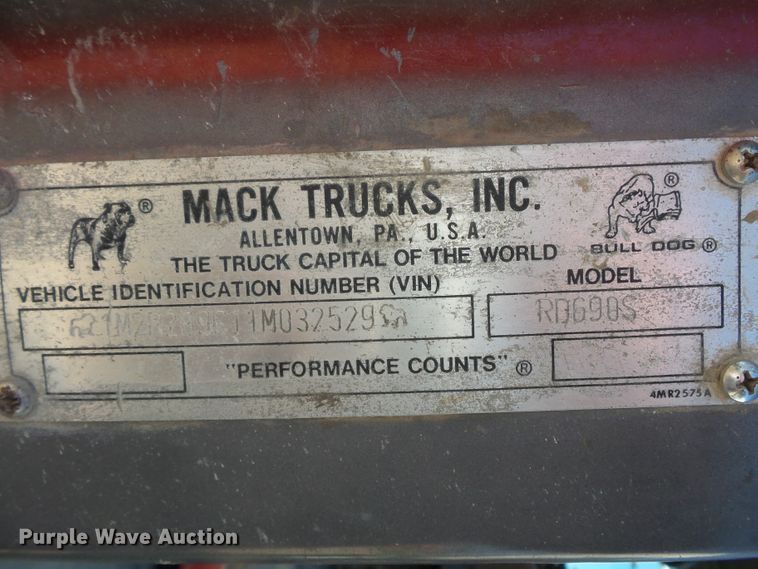 ® MACK TRUCKS, INC. ®
ALLENTOWN, PA., U.S.A.
BULL DOG ®
THE TRUCK CAPITAL OF THE WORLD
VEHICLE IDENTIFICATION NUMBER (VIN)
MODEL
RD690S
"PERFORMANCE COUNTS" ®
4MR2575A
Purple Wave Auction